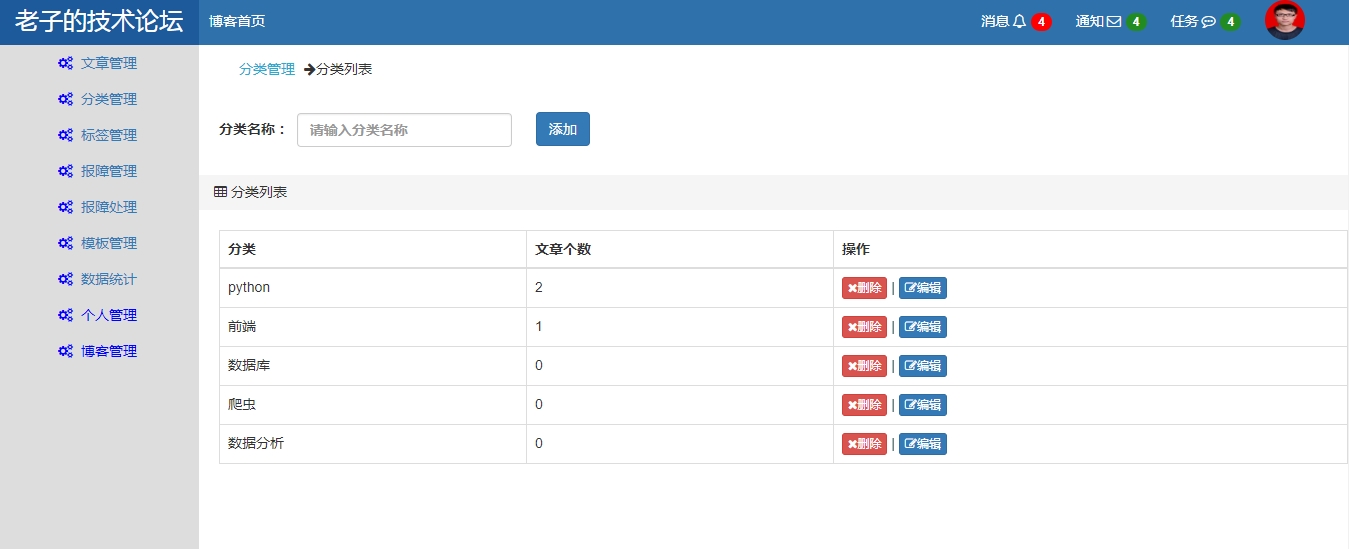 老子的技术论坛 博客首页 消息 4 通知 4 任务 4
文章管理
分类管理
标签管理
报障管理
报障处理
模板管理
数据统计
个人管理
博客管理
分类管理 分类列表
分类名称： 请输入分类名称 添加
分类列表
分类 文章个数 操作
python 2 删除 | 编辑
前端 1 删除 | 编辑
数据库 0 删除 | 编辑
爬虫 0 删除 | 编辑
数据分析 0 删除 | 编辑